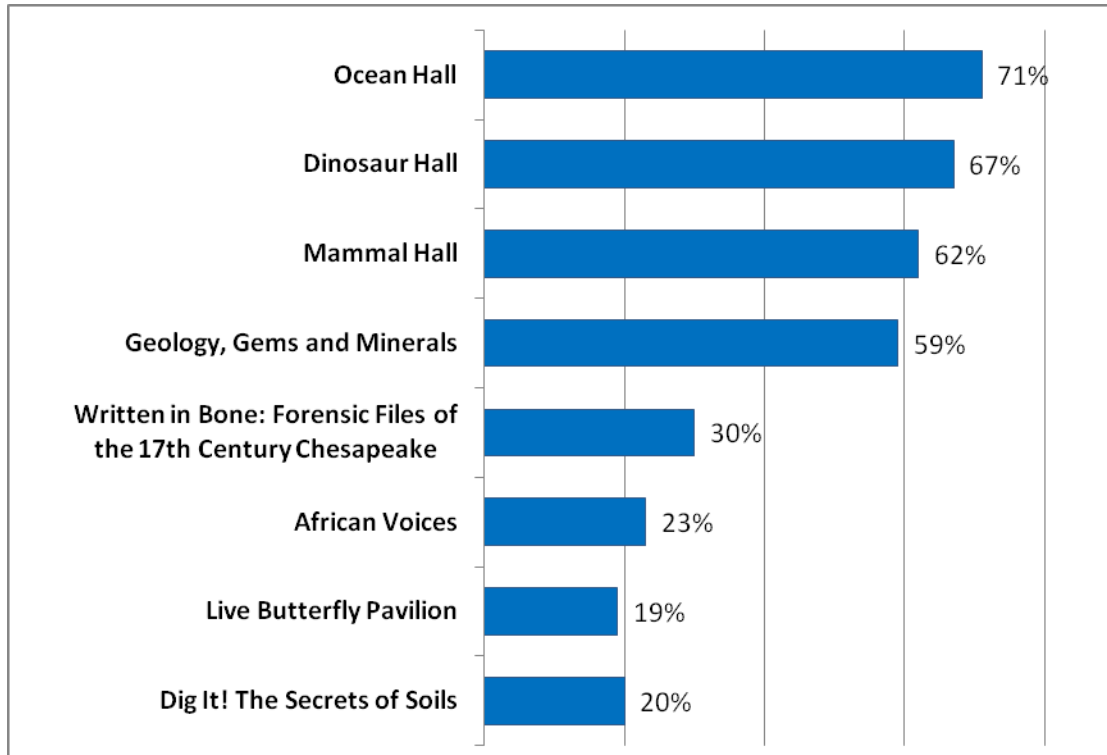 Ocean Hall
71%
Dinosaur Hall
67%
Mammal Hall
62%
Geology, Gems and Minerals
59%
Written in Bone: Forensic Files of
the 17th Century Chesapeake
30%
African Voices
23%
Live Butterfly Pavilion
19%
Dig It! The Secrets of Soils
20%